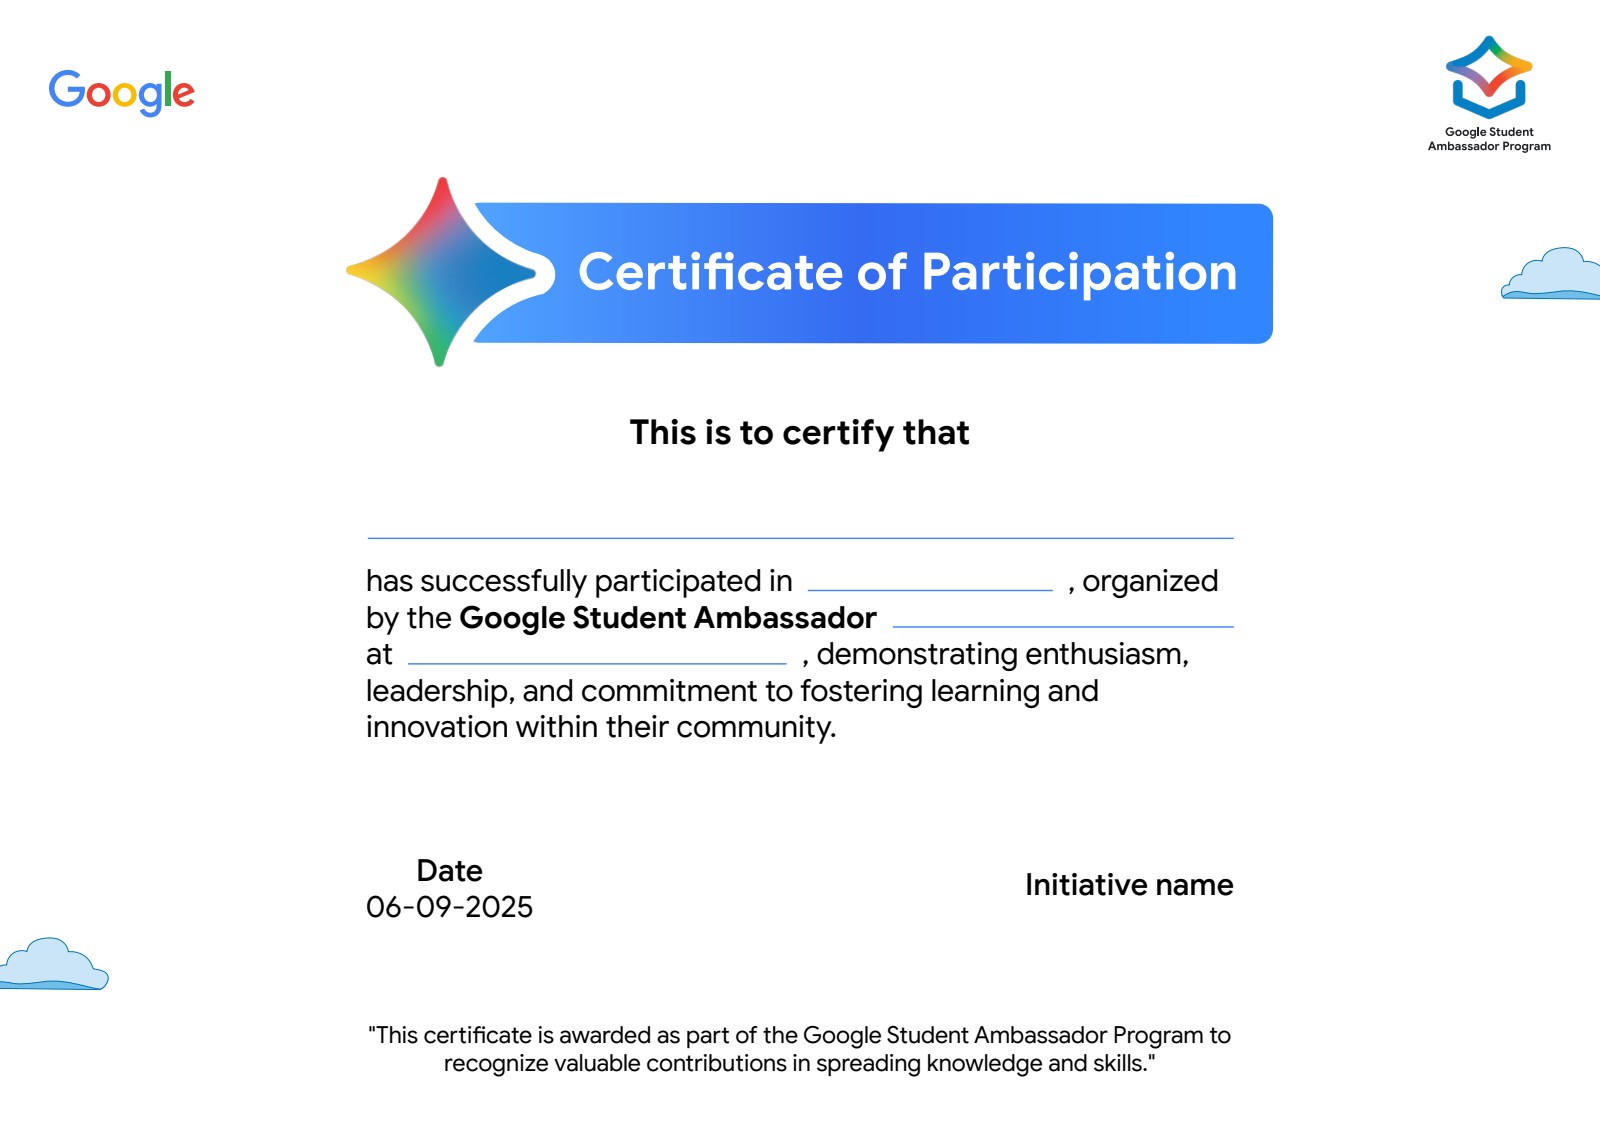 Google
Google Student
Ambassador Program
Certificate of Participation
This is to certify that
has successfully participated in , organized
by the Google Student Ambassador
at , demonstrating enthusiasm,
leadership, and commitment to fostering learning and
innovation within their community.
Date
06-09-2025
Initiative name
"This certificate is awarded as part of the Google Student Ambassador Program to
recognize valuable contributions in spreading knowledge and skills."